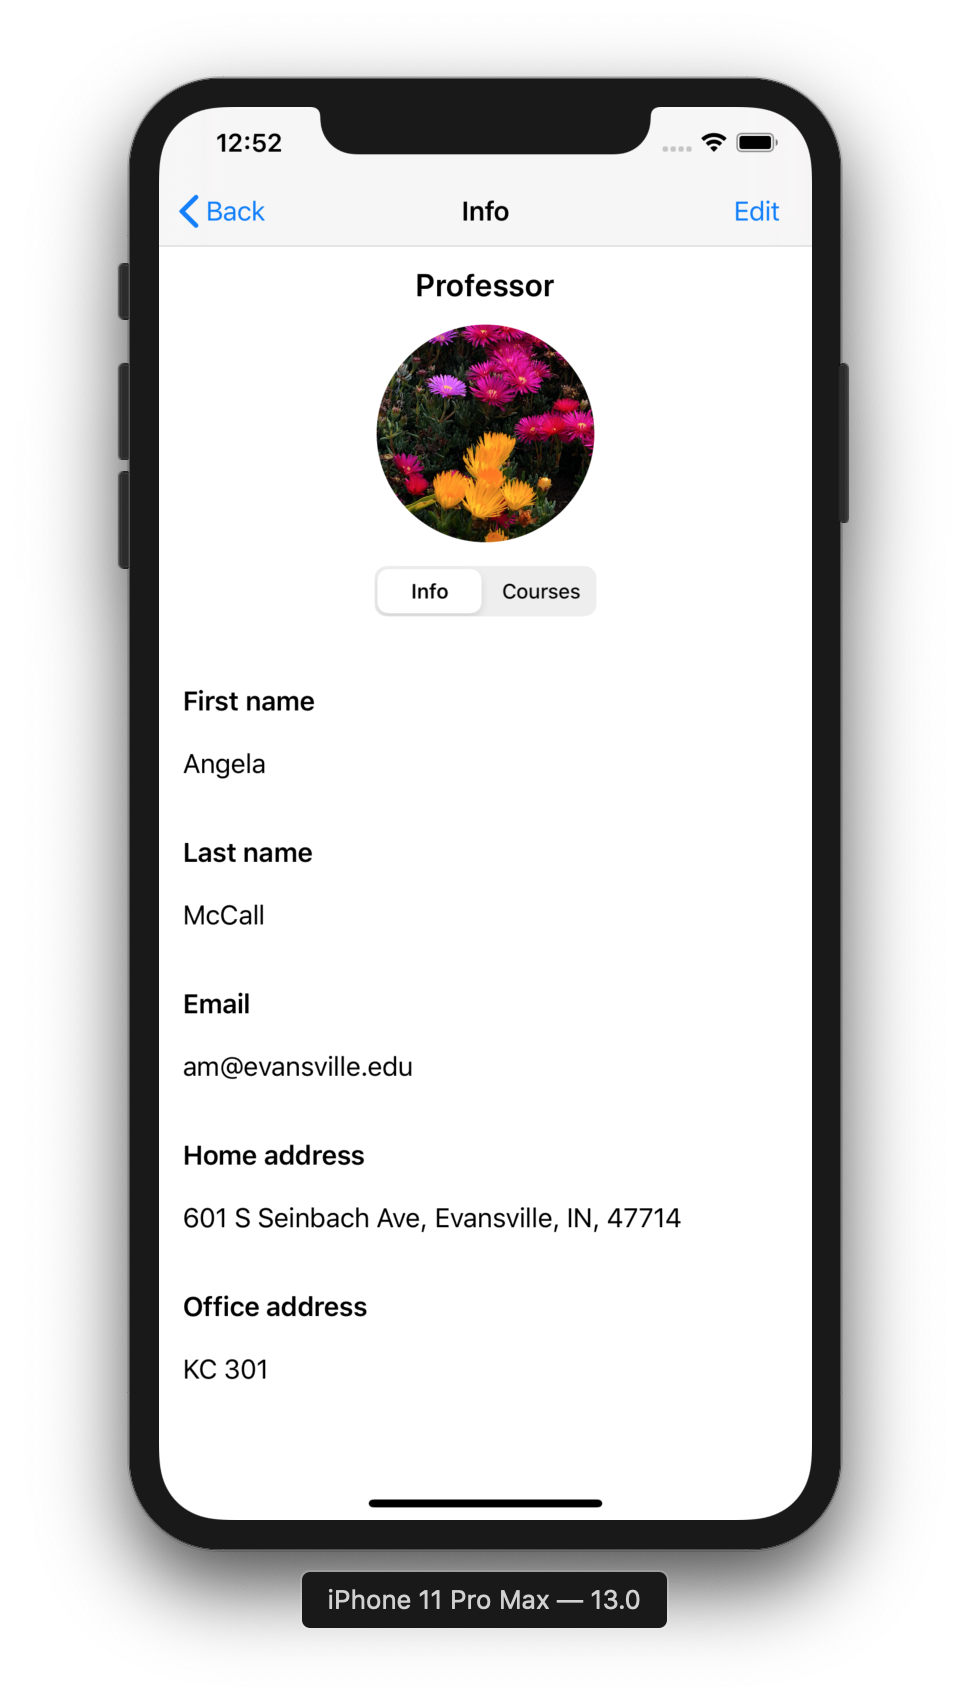 12:52
Back Info Edit
Professor
Info Courses
First name
Angela
Last name
McCall
Email
am@evansville.edu
Home address
601 S Seinbach Ave, Evansville, IN, 47714
Office address
KC 301
iPhone 11 Pro Max — 13.0